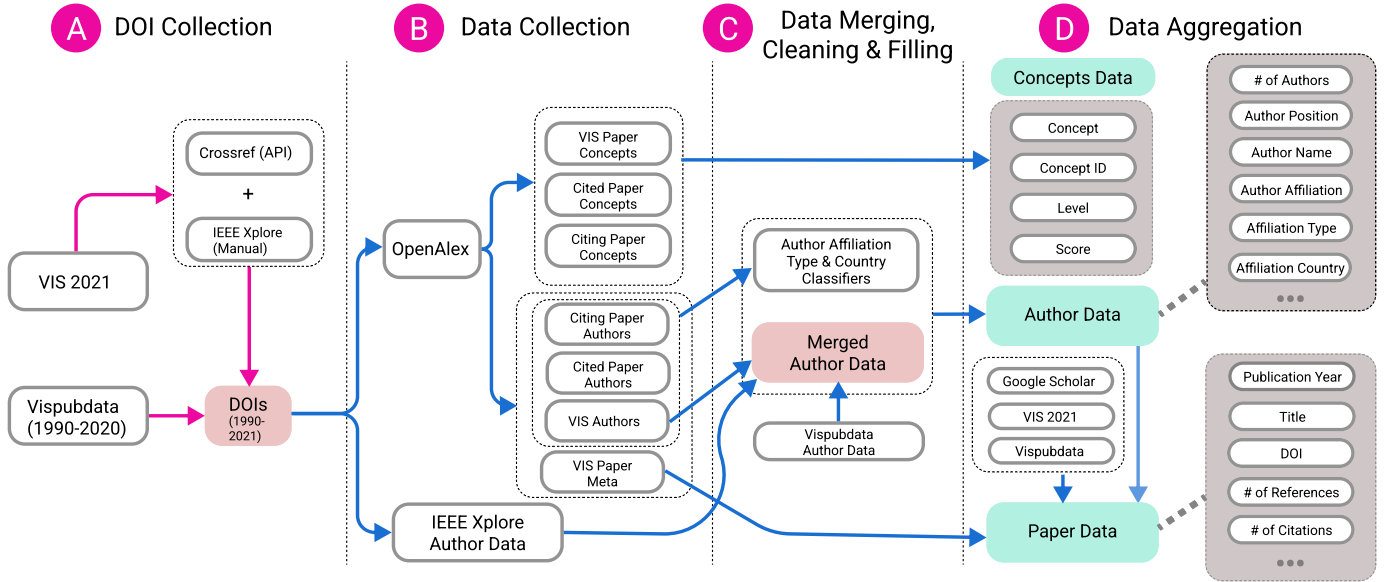 A DOI Collection
B Data Collection
C Data Merging,
Cleaning & Filling
D Data Aggregation
Crossref (API)
+
IEEE Xplore
(Manual)
VIS 2021
Vispubdata
(1990-2020)
DOIs
(1990-
2021)
OpenAlex
IEEE Xplore
Author Data
VIS Paper
Concepts
Cited Paper
Concepts
Citing Paper
Concepts
Citing Paper
Authors
Cited Paper
Authors
VIS Authors
VIS Paper
Meta
Author Affiliation
Type & Country
Classifiers
Merged
Author Data
Vispubdata
Author Data
Concepts Data
Concept
Concept ID
Level
Score
Author Data
Google Scholar
VIS 2021
Vispubdata
Paper Data
# of Authors
Author Position
Author Name
Author Affiliation
Affiliation Type
Affiliation Country
•••
Publication Year
Title
DOI
# of References
# of Citations
•••